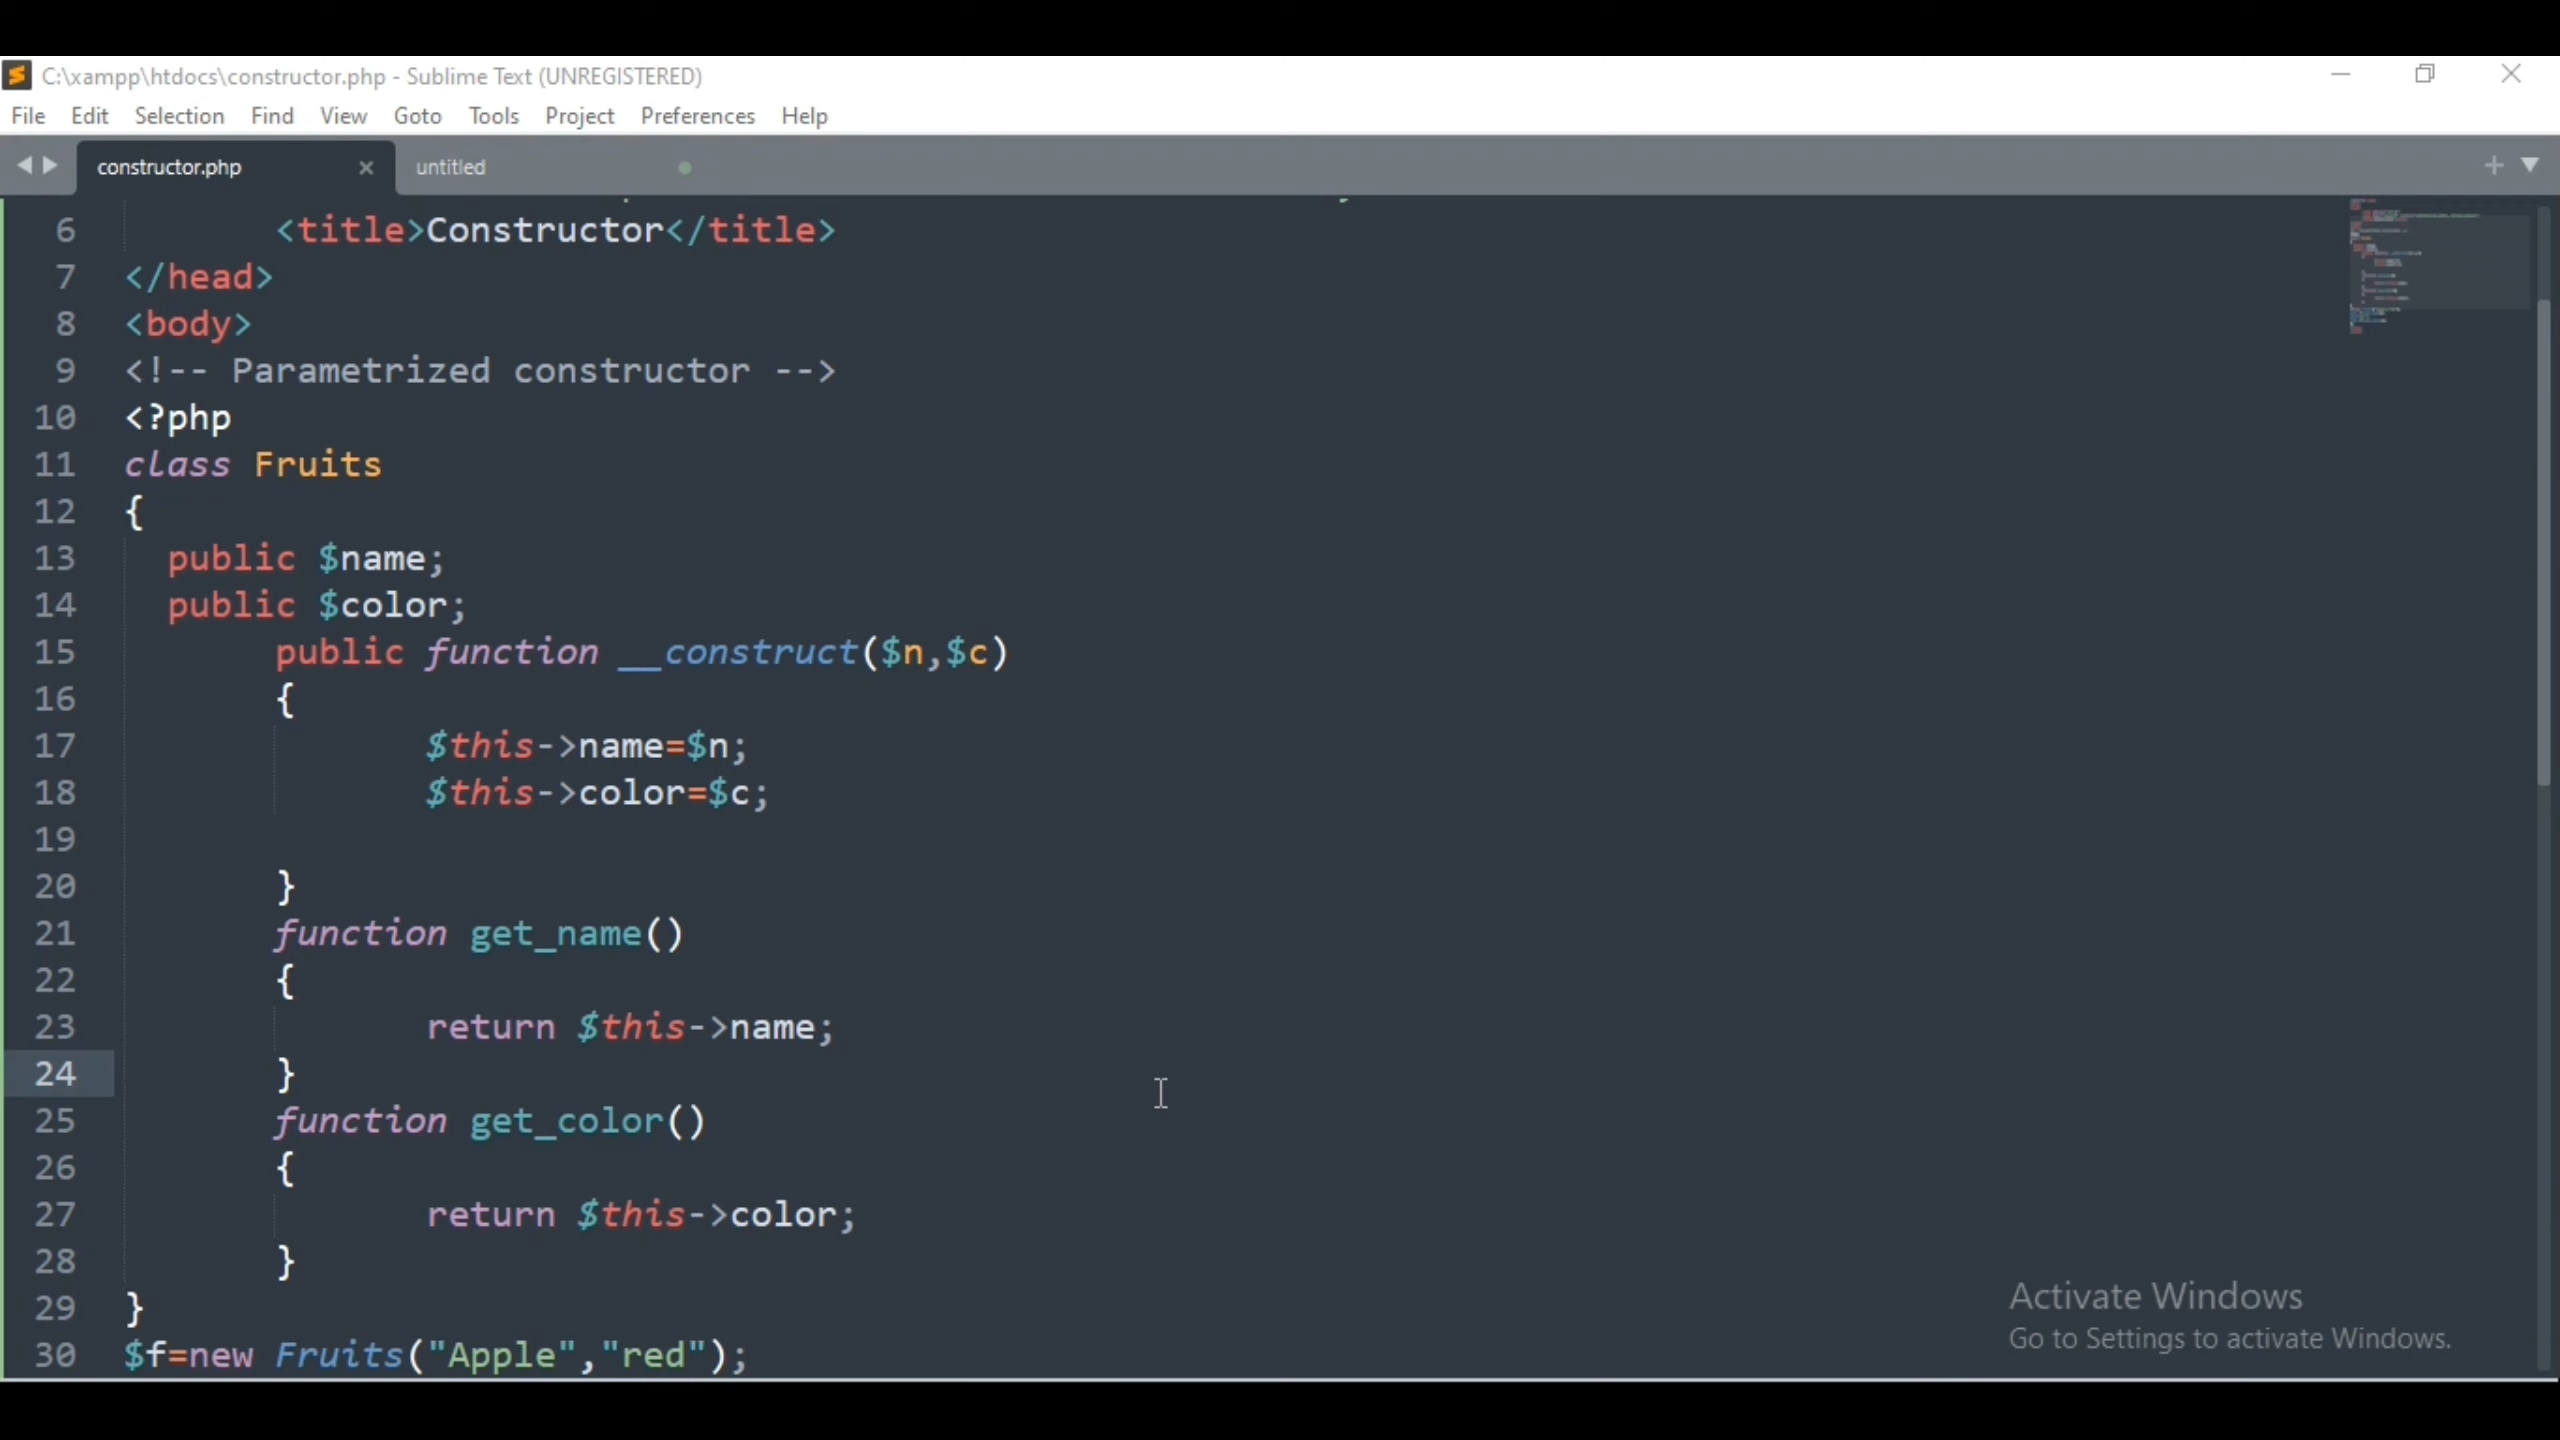 C:\xampp\htdocs\constructor.php - Sublime Text (UNREGISTERED)
File Edit Selection Find View Goto Tools Project Preferences Help
constructor.php untitled
6 <title>Constructor</title>
7 </head>
8 <body>
9 <!-- Parametrized constructor -->
10 <?php
11 class Fruits
12 {
13 public $name;
14 public $color;
15 public function __construct($n,$c)
16 {
17 $this->name=$n;
18 $this->color=$c;
19
20 }
21 function get_name()
22 {
23 return $this->name;
24 }
25 function get_color()
26 {
27 return $this->color;
28 }
29 }
30 $f=new Fruits("Apple","red");
Activate Windows
Go to Settings to activate Windows.